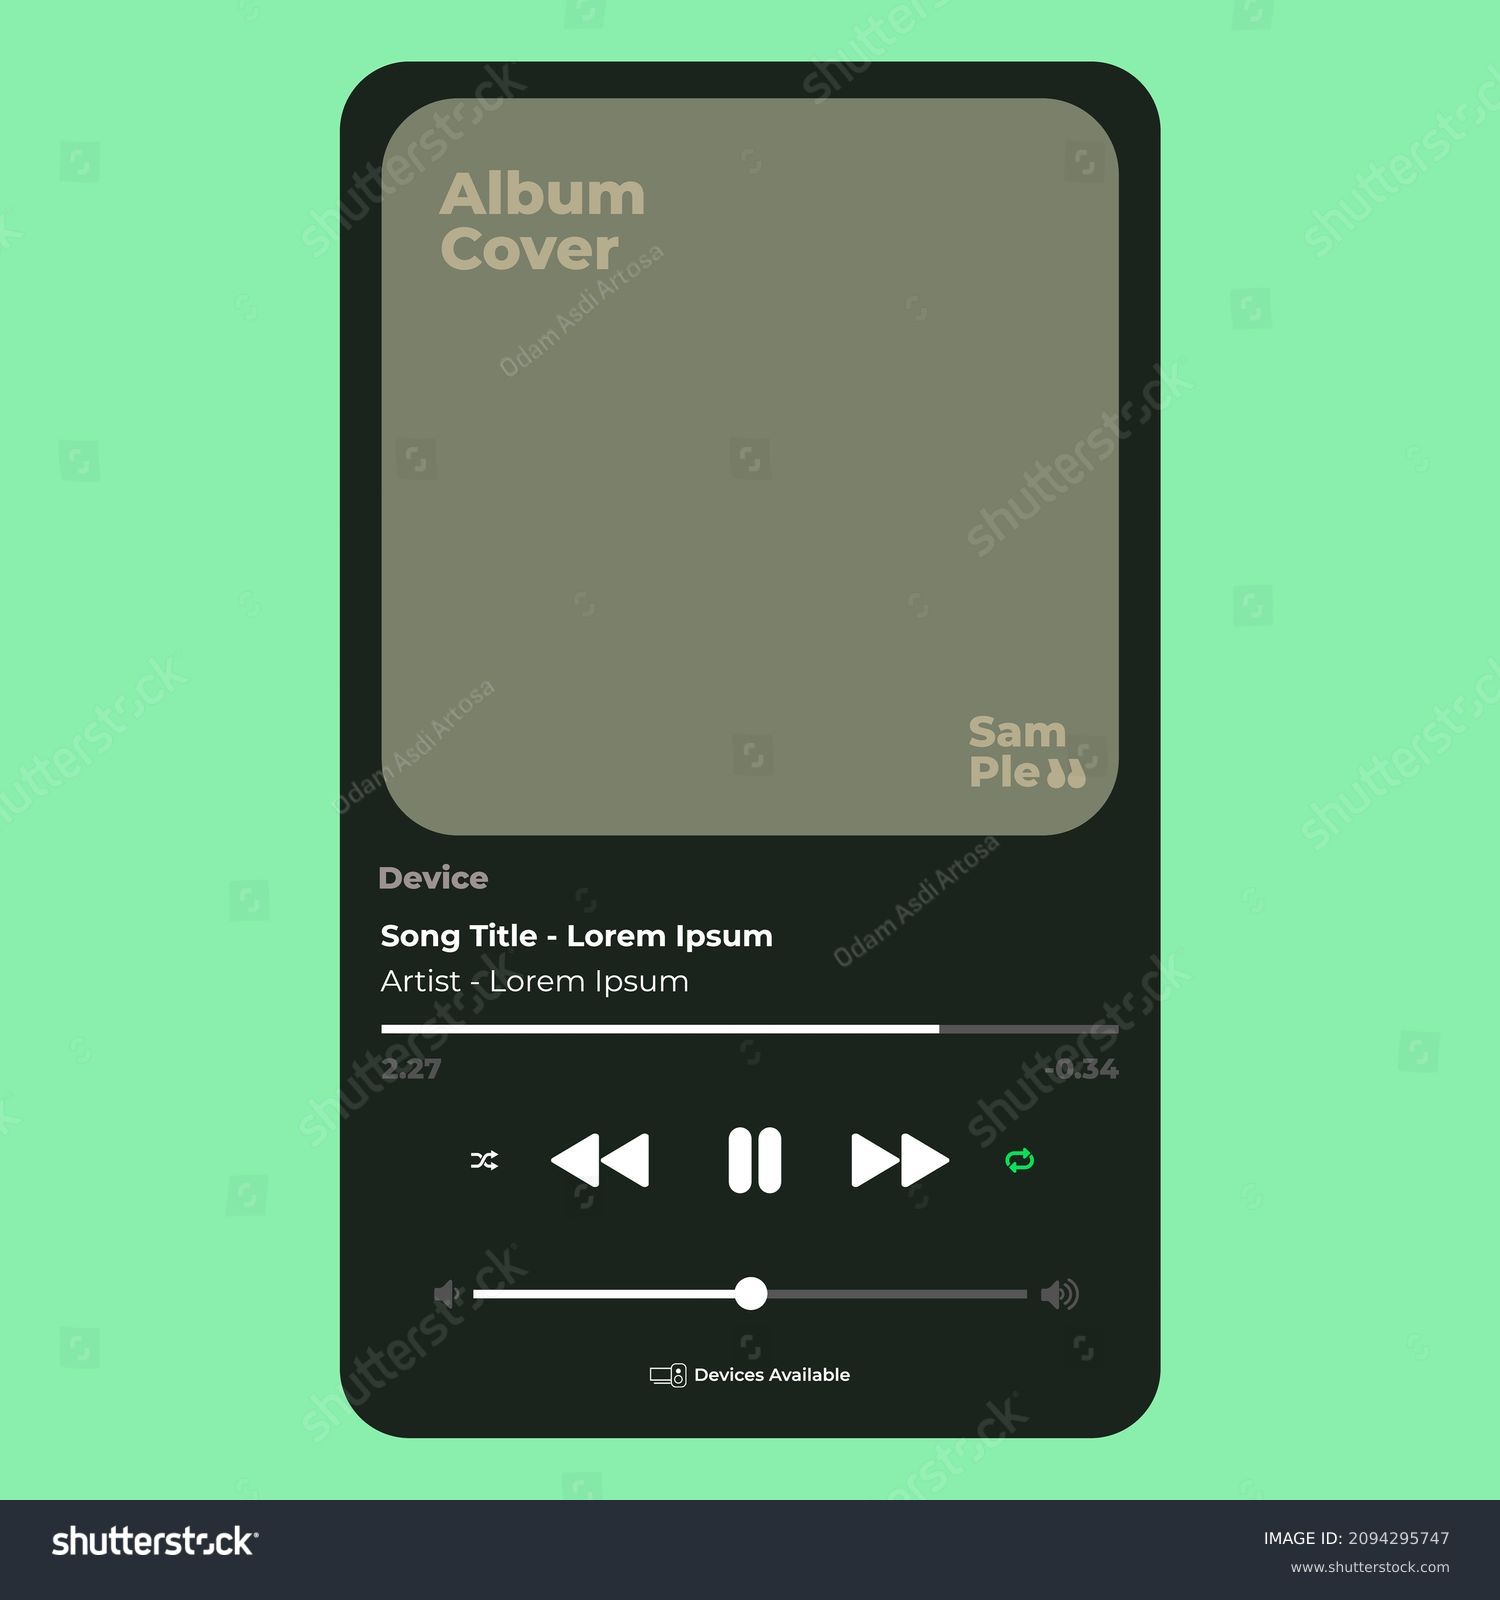 Album
Cover
Sam
Ple
Device
Song Title - Lorem Ipsum
Artist - Lorem Ipsum
2.27
-0.34
Devices Available
shutterstock
Odam Asdi Artosa
shutterstock
IMAGE ID: 2094295747
www.shutterstock.com